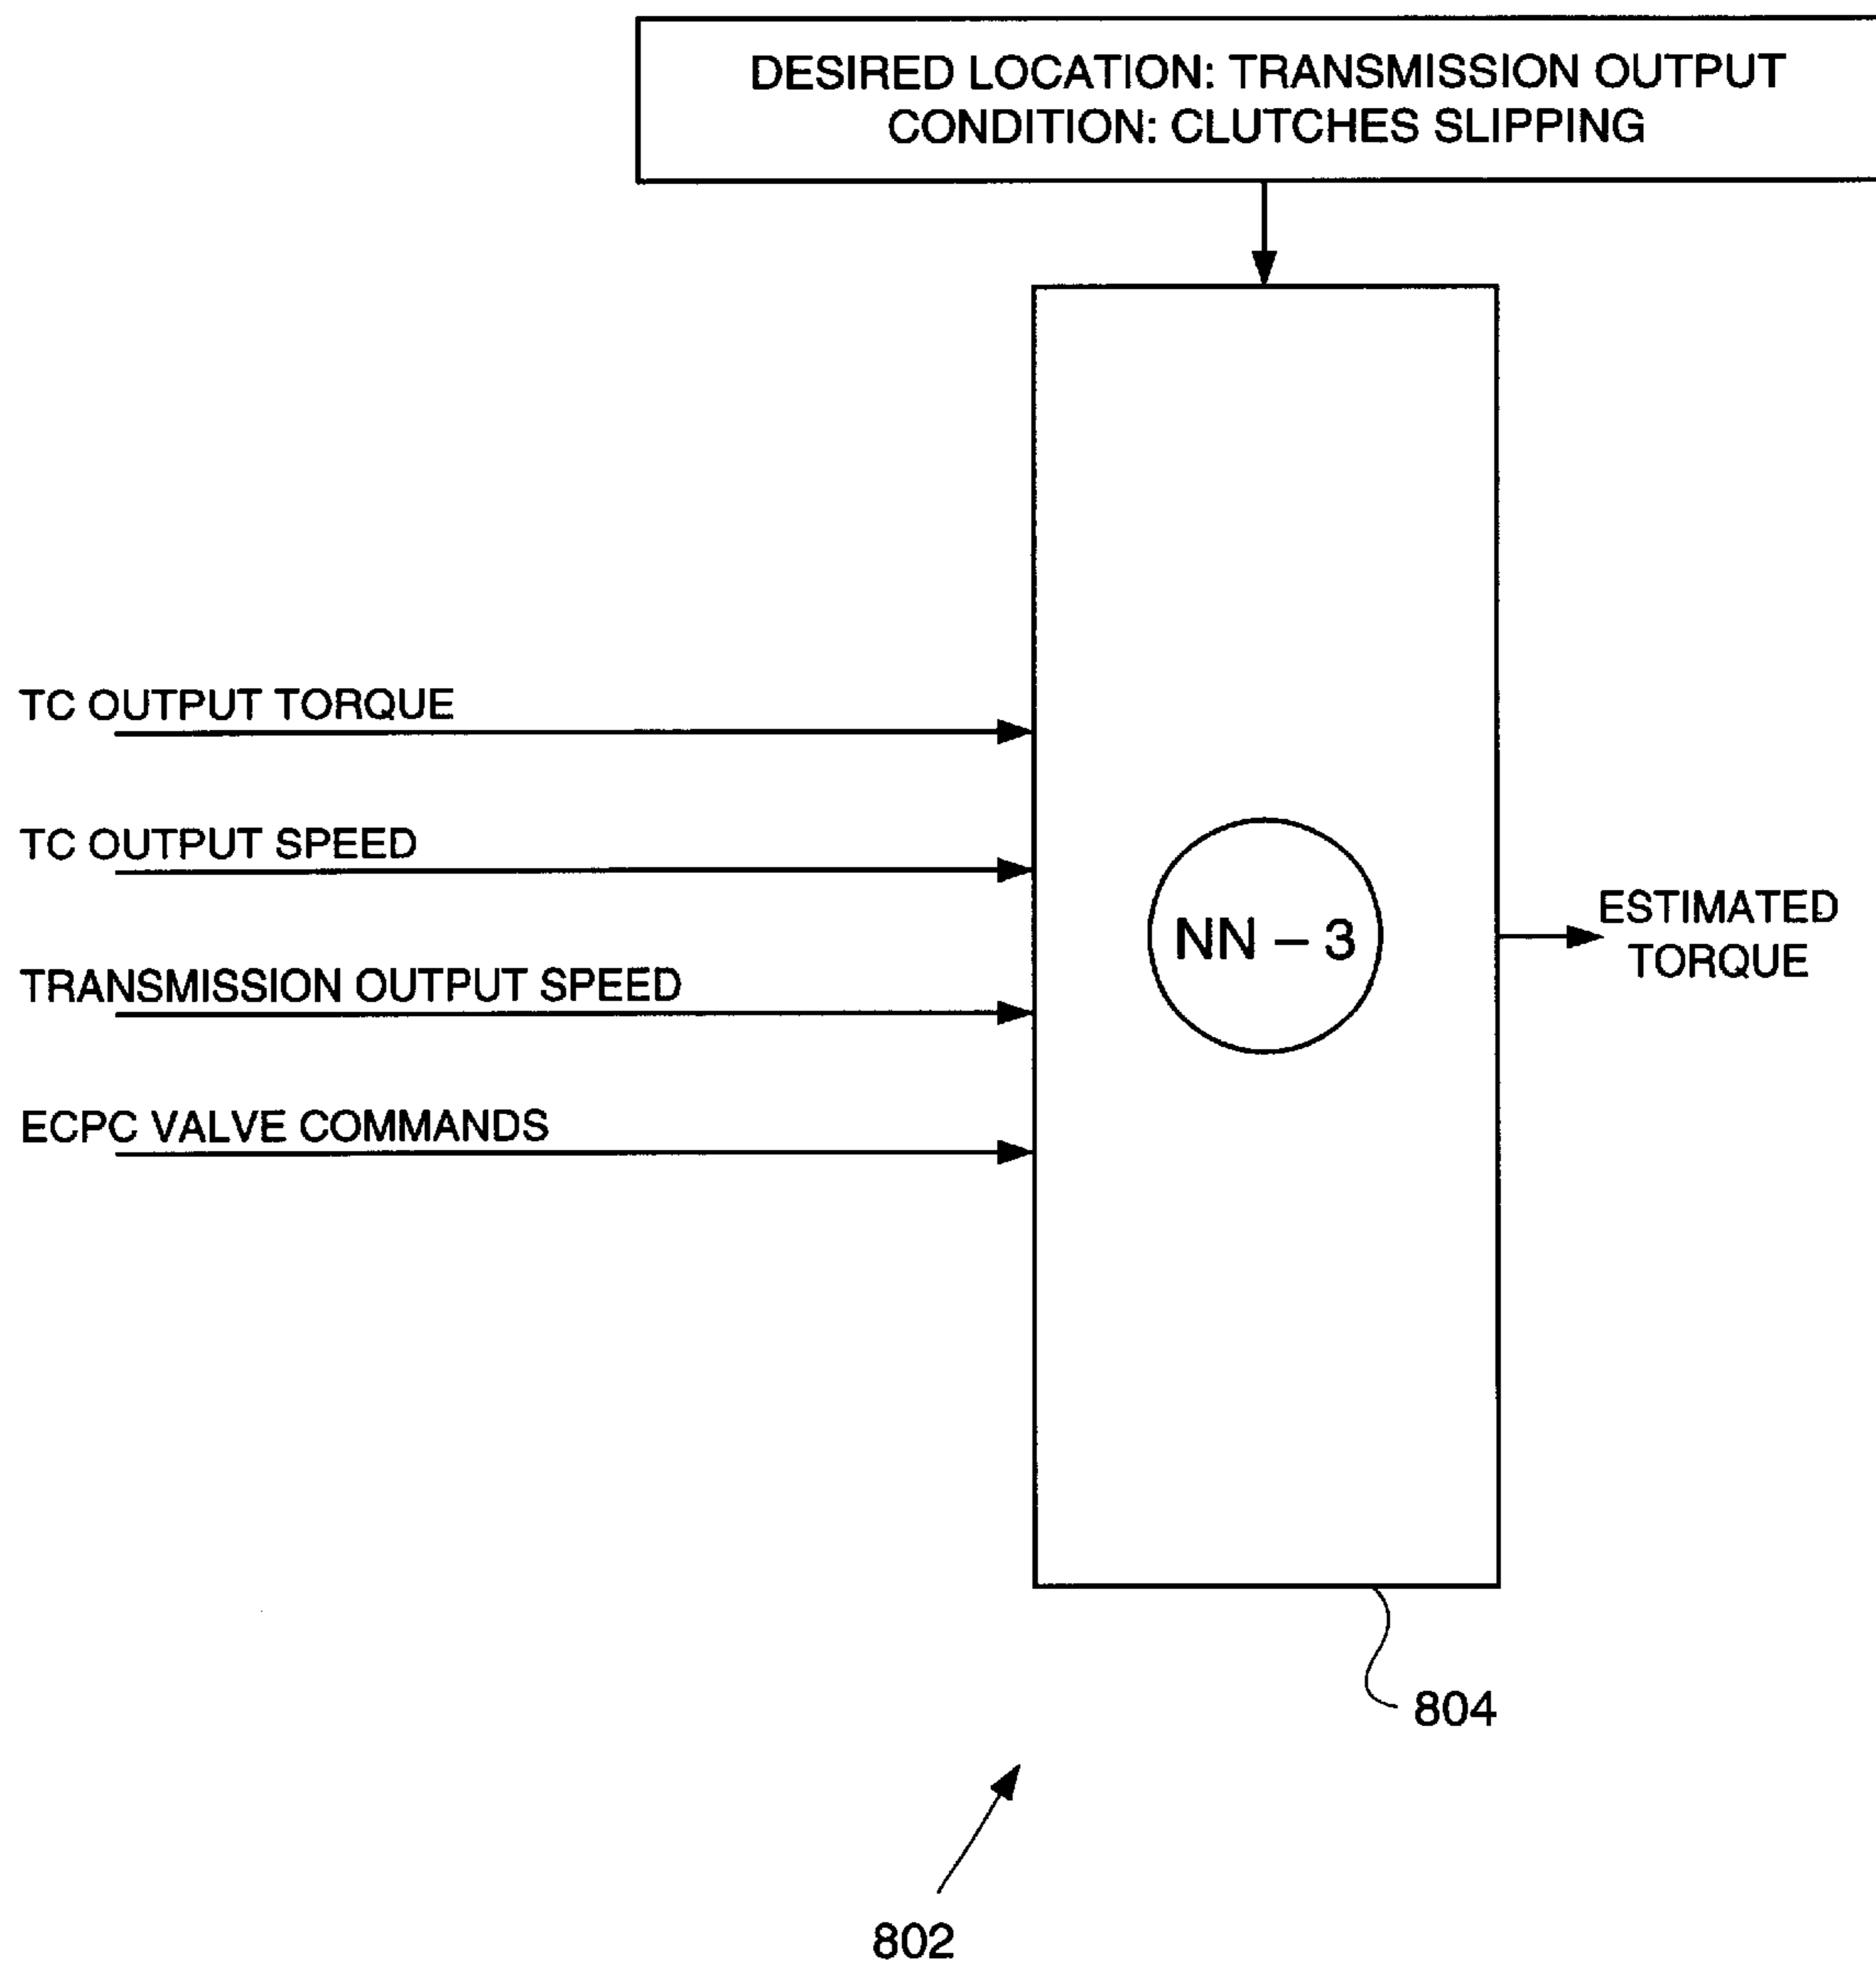 DESIRED LOCATION: TRANSMISSION OUTPUT
CONDITION: CLUTCHES SLIPPING
TC OUTPUT TORQUE
TC OUTPUT SPEED
TRANSMISSION OUTPUT SPEED
ECPC VALVE COMMANDS
NN – 3
ESTIMATED
TORQUE
804
802